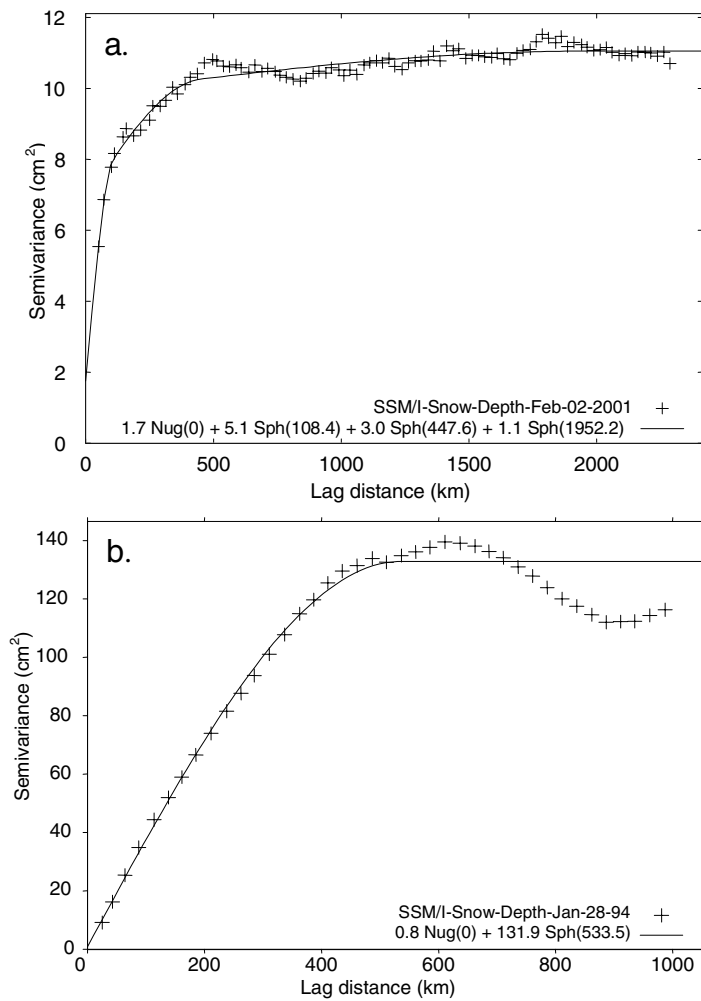 a.
12
10
8
6
4
2
0
Semivariance (cm²)
SSM/I-Snow-Depth-Feb-02-2001
1.7 Nug(0) + 5.1 Sph(108.4) + 3.0 Sph(447.6) + 1.1 Sph(1952.2)
0 500 1000 1500 2000
Lag distance (km)
b.
140
120
100
80
60
40
20
0
Semivariance (cm²)
SSM/I-Snow-Depth-Jan-28-94
0.8 Nug(0) + 131.9 Sph(533.5)
0 200 400 600 800 1000
Lag distance (km)